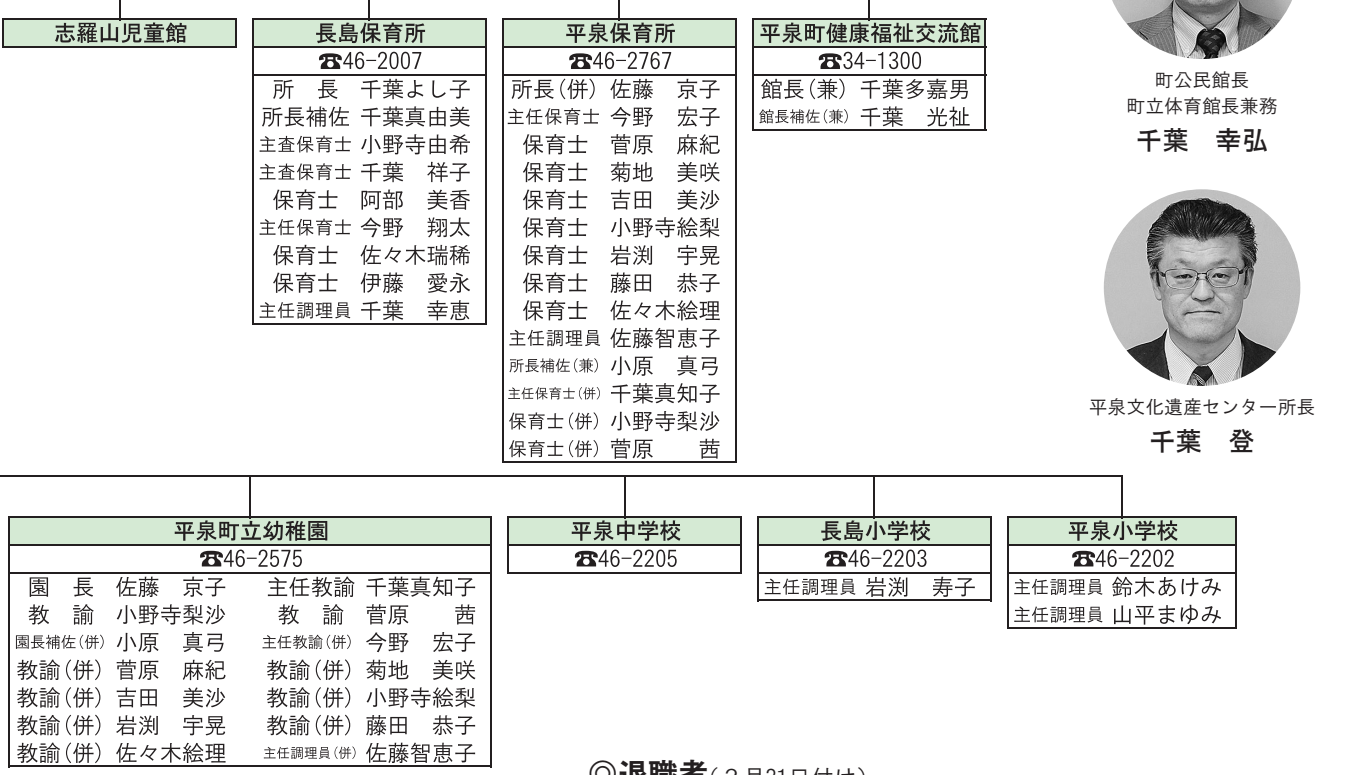 志羅山児童館
長島保育所
☎46−2007
所　長　千葉よし子
所長補佐 千葉真由美
主査保育士 小野寺由希
主査保育士 千葉　祥子
保育士　阿部　美香
主任保育士 今野　翔太
保育士　佐々木瑞稀
保育士　伊藤　愛永
主任調理員 千葉　幸恵
平泉保育所
☎46−2767
所長（併） 佐藤　京子
主任保育士 今野　宏子
保育士　菅原　麻紀
保育士　菊地　美咲
保育士　吉田　美沙
保育士　小野寺絵梨
保育士　岩渕　宇晃
保育士　藤田　恭子
保育士　佐々木絵理
主任調理員 佐藤智恵子
所長補佐（兼） 小原　真弓
主任保育士（併） 千葉真知子
保育士（併） 小野寺梨沙
保育士（併） 菅原　　茜
平泉町健康福祉交流館
☎34−1300
館長（兼） 千葉多嘉男
館長補佐（兼） 千葉　光祉
町公民館長
町立体育館長兼務
千葉　幸弘
平泉文化遺産センター所長
千葉　登
平泉町立幼稚園
☎46−2575
園　長　佐藤　京子　主任教諭 千葉真知子
教　諭　小野寺梨沙　教　諭　菅原　　茜
園長補佐（併） 小原　真弓　主任教諭（併） 今野　宏子
教諭（併） 菅原　麻紀　教諭（併） 菊地　美咲
教諭（併） 吉田　美沙　教諭（併） 小野寺絵梨
教諭（併） 岩渕　宇晃　教諭（併） 藤田　恭子
教諭（併） 佐々木絵理　主任調理員（併） 佐藤智恵子
平泉中学校
☎46−2205
長島小学校
☎46−2203
主任調理員 岩渕　寿子
平泉小学校
☎46−2202
主任調理員 鈴木あけみ
主任調理員 山平まゆみ
◎退職者（３月31日付け）